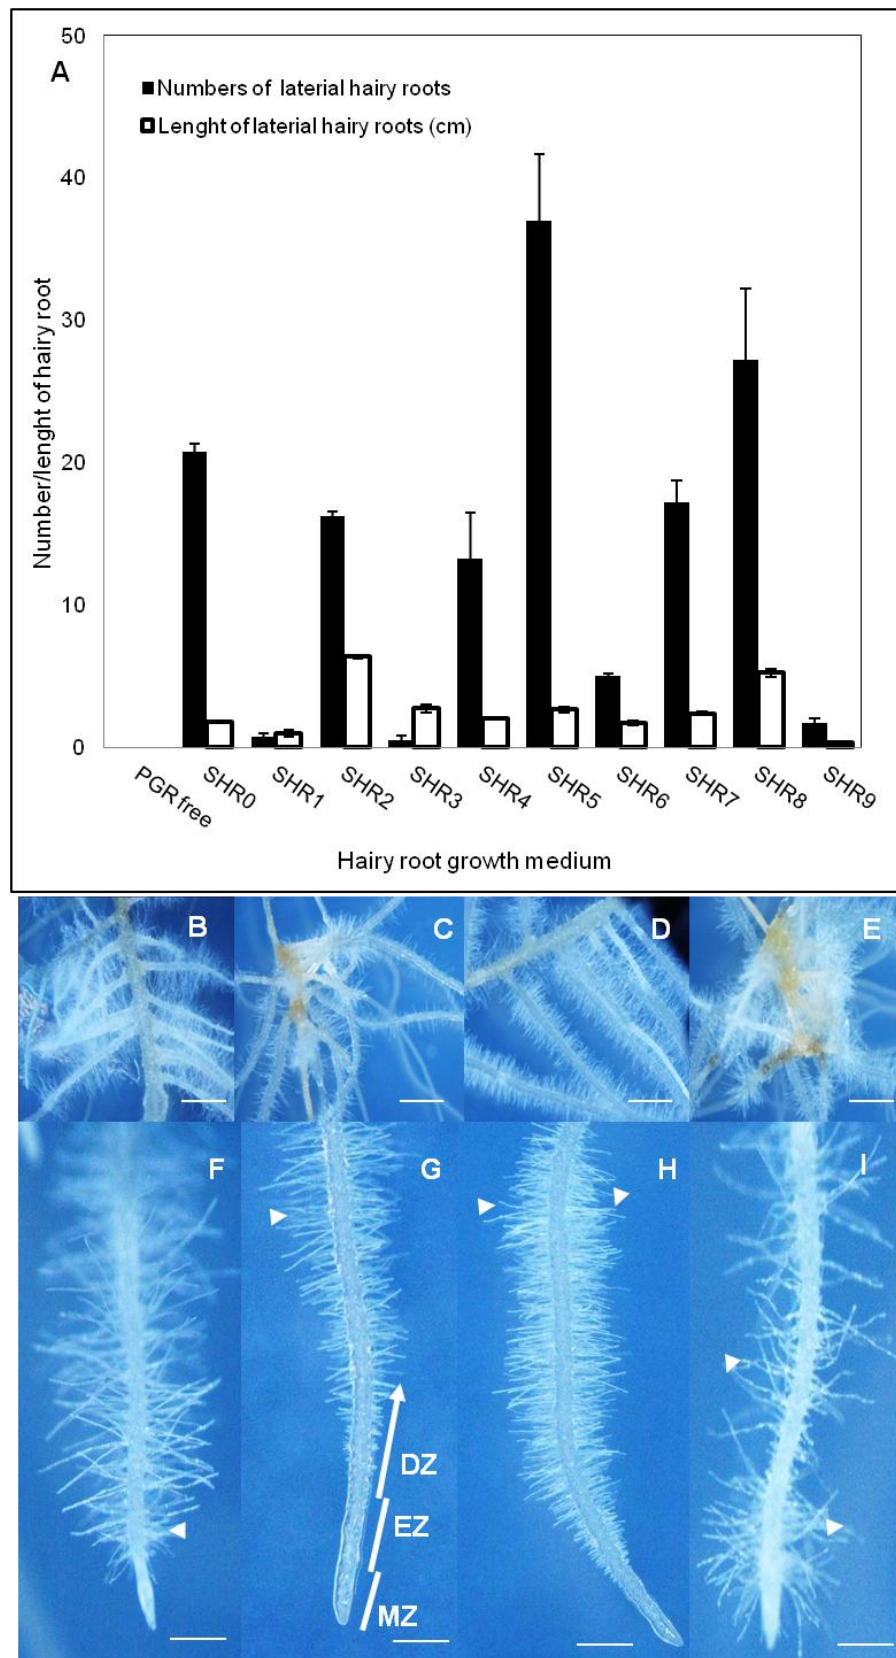 50
A
Numbers of laterial hairy roots
Lenght of laterial hairy roots (cm)
40
30
20
10
0
Number/lenght of hairy root
PGR free
SHR0
SHR1
SHR2
SHR3
SHR4
SHR5
SHR6
SHR7
SHR8
SHR9
Hairy root growth medium
B
C
D
E
F
G
H
I
DZ
EZ
MZ